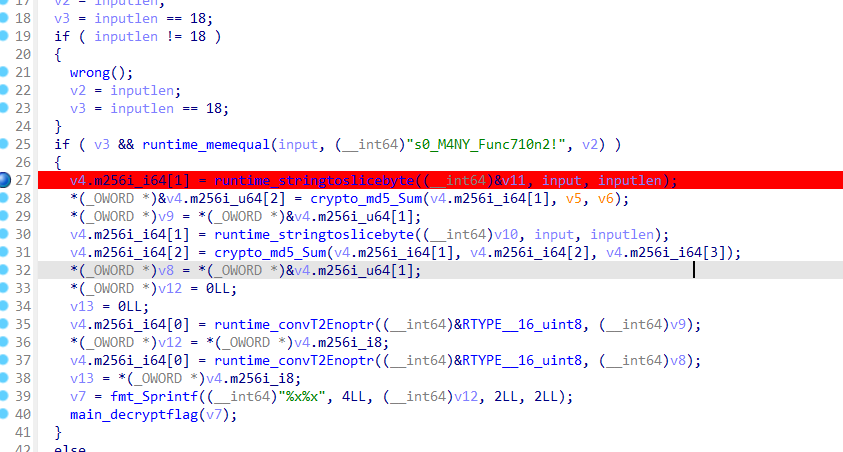 17 v2 = inputlen;
18 v3 = inputlen == 18;
19 if ( inputlen != 18 )
20 {
21 wrong();
22 v2 = inputlen;
23 v3 = inputlen == 18;
24 }
25 if ( v3 && runtime_memequal(input, (__int64)"s0_M4NY_Func710n2!", v2) )
26 {
27 v4.m256i_i64[1] = runtime_stringtoslicebyte((__int64)&v11, input, inputlen);
28 *(_OWORD *)&v4.m256i_u64[2] = crypto_md5_Sum(v4.m256i_i64[1], v5, v6);
29 *(_OWORD *)v9 = *(_OWORD *)&v4.m256i_u64[1];
30 v4.m256i_i64[1] = runtime_stringtoslicebyte((__int64)v10, input, inputlen);
31 v4.m256i_i64[2] = crypto_md5_Sum(v4.m256i_i64[1], v4.m256i_i64[2], v4.m256i_i64[3]);
32 *(_OWORD *)v8 = *(_OWORD *)&v4.m256i_u64[1];
33 *(_OWORD *)v12 = 0LL;
34 v13 = 0LL;
35 v4.m256i_i64[0] = runtime_convT2Enoptr((__int64)&RTYPE__16_uint8, (__int64)v9);
36 *(_OWORD *)v12 = *(_OWORD *)v4.m256i_i8;
37 v4.m256i_i64[0] = runtime_convT2Enoptr((__int64)&RTYPE__16_uint8, (__int64)v8);
38 v13 = *(_OWORD *)v4.m256i_i8;
39 v7 = fmt_Sprintf((__int64)"%x%x", 4LL, (__int64)v12, 2LL, 2LL);
40 main_decryptflag(v7);
41 }
42 else